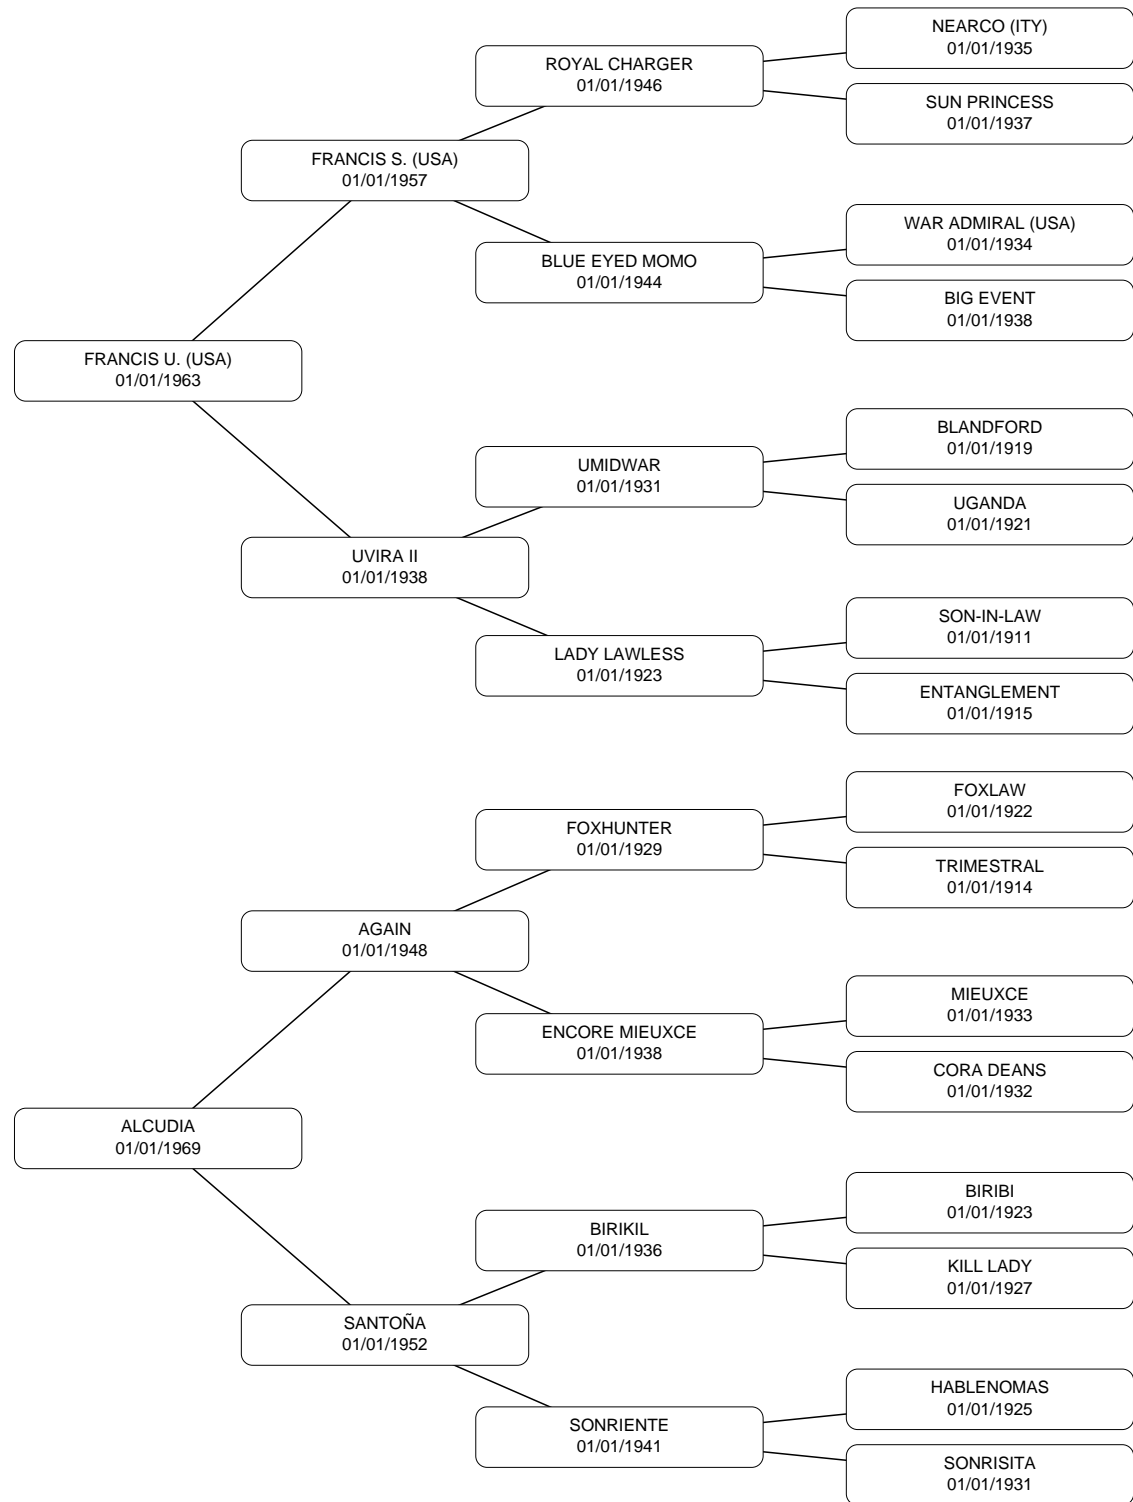 NEARCO (ITY)
01/01/1935
ROYAL CHARGER
01/01/1946
SUN PRINCESS
01/01/1937
FRANCIS S. (USA)
01/01/1957
WAR ADMIRAL (USA)
01/01/1934
BLUE EYED MOMO
01/01/1944
BIG EVENT
01/01/1938
FRANCIS U. (USA)
01/01/1963
BLANDFORD
01/01/1919
UMIDWAR
01/01/1931
UGANDA
01/01/1921
UVIRA II
01/01/1938
SON-IN-LAW
01/01/1911
LADY LAWLESS
01/01/1923
ENTANGLEMENT
01/01/1915
FOXLAW
01/01/1922
FOXHUNTER
01/01/1929
TRIMESTRAL
01/01/1914
AGAIN
01/01/1948
MIEUXCE
01/01/1933
ENCORE MIEUXCE
01/01/1938
CORA DEANS
01/01/1932
ALCUDIA
01/01/1969
BIRIBI
01/01/1923
BIRIKIL
01/01/1936
KILL LADY
01/01/1927
SANTOÑA
01/01/1952
HABLENOMAS
01/01/1925
SONRIENTE
01/01/1941
SONRISITA
01/01/1931